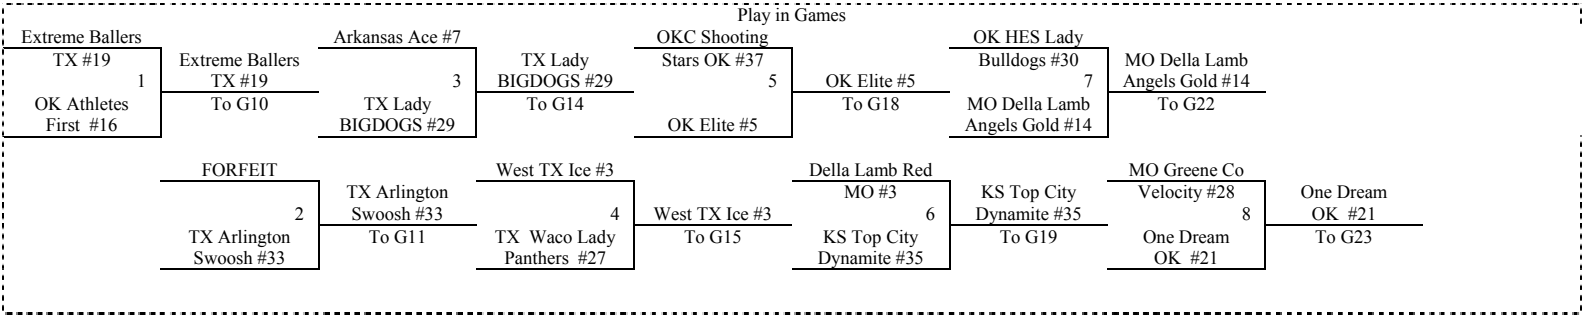 Play in Games
Extreme Ballers
TX #19
1
OK Athletes
First #16
Extreme Ballers
TX #19
To G10
Arkansas Ace #7
3
TX Lady
BIGDOGS #29
TX Lady
BIGDOGS #29
To G14
OKC Shooting
Stars OK #37
5
OK Elite #5
OK Elite #5
To G18
OK HES Lady
Bulldogs #30
7
MO Della Lamb
Angels Gold #14
MO Della Lamb
Angels Gold #14
To G22
FORFEIT
2
TX Arlington
Swoosh #33
TX Arlington
Swoosh #33
To G11
West TX Ice #3
4
TX Waco Lady
Panthers #27
West TX Ice #3
To G15
Della Lamb Red
MO #3
6
KS Top City
Dynamite #35
KS Top City
Dynamite #35
To G19
MO Greene Co
Velocity #28
8
One Dream
OK #21
One Dream
OK #21
To G23